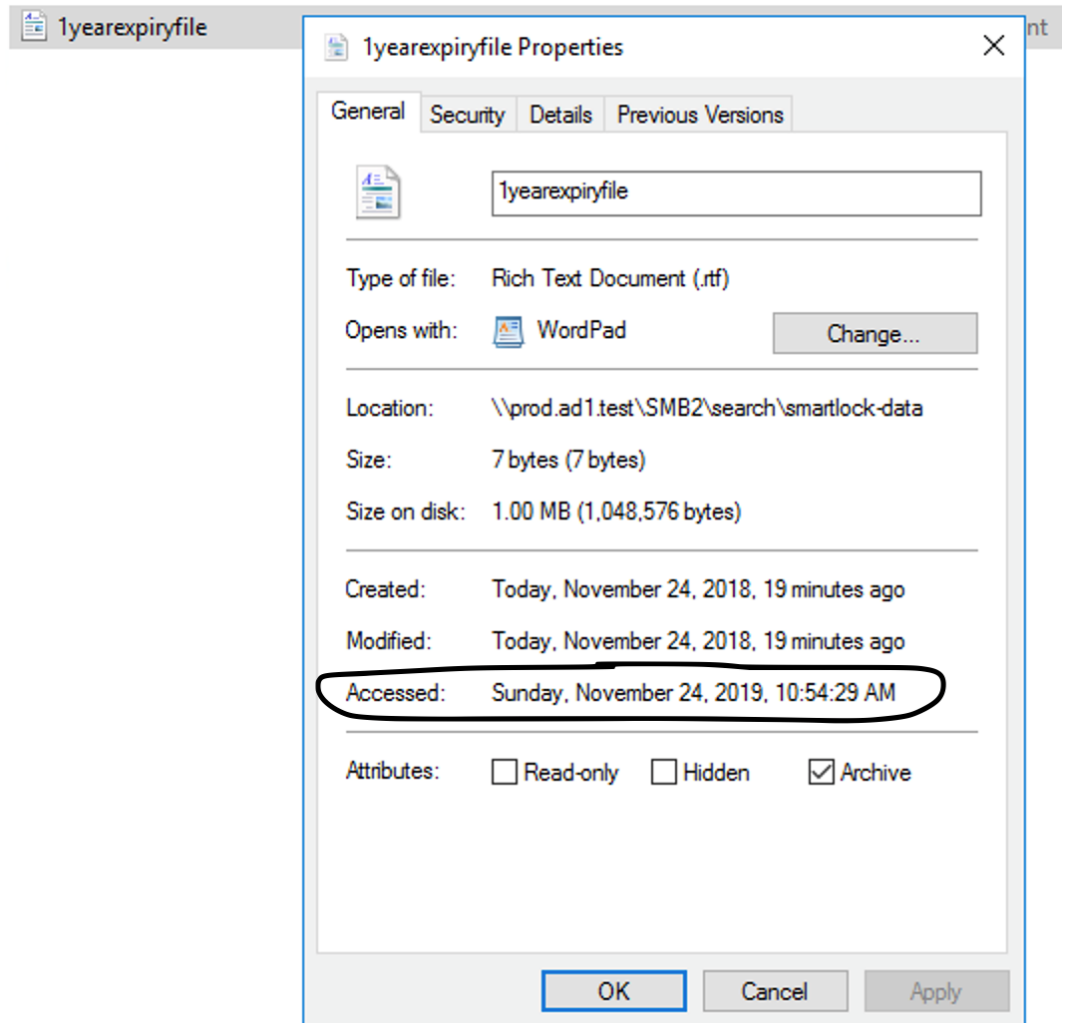 1yearexpiryfile
nt
1yearexpiryfile Properties
General Security Details Previous Versions
1yearexpiryfile
Type of file: Rich Text Document (.rtf)
Opens with: WordPad Change...
Location: \\prod.ad1.test\SMB2\search\smartlock-data
Size: 7 bytes (7 bytes)
Size on disk: 1.00 MB (1,048,576 bytes)
Created: Today, November 24, 2018, 19 minutes ago
Modified: Today, November 24, 2018, 19 minutes ago
Accessed: Sunday, November 24, 2019, 10:54:29 AM
Attributes: Read-only Hidden Archive
OK Cancel Apply